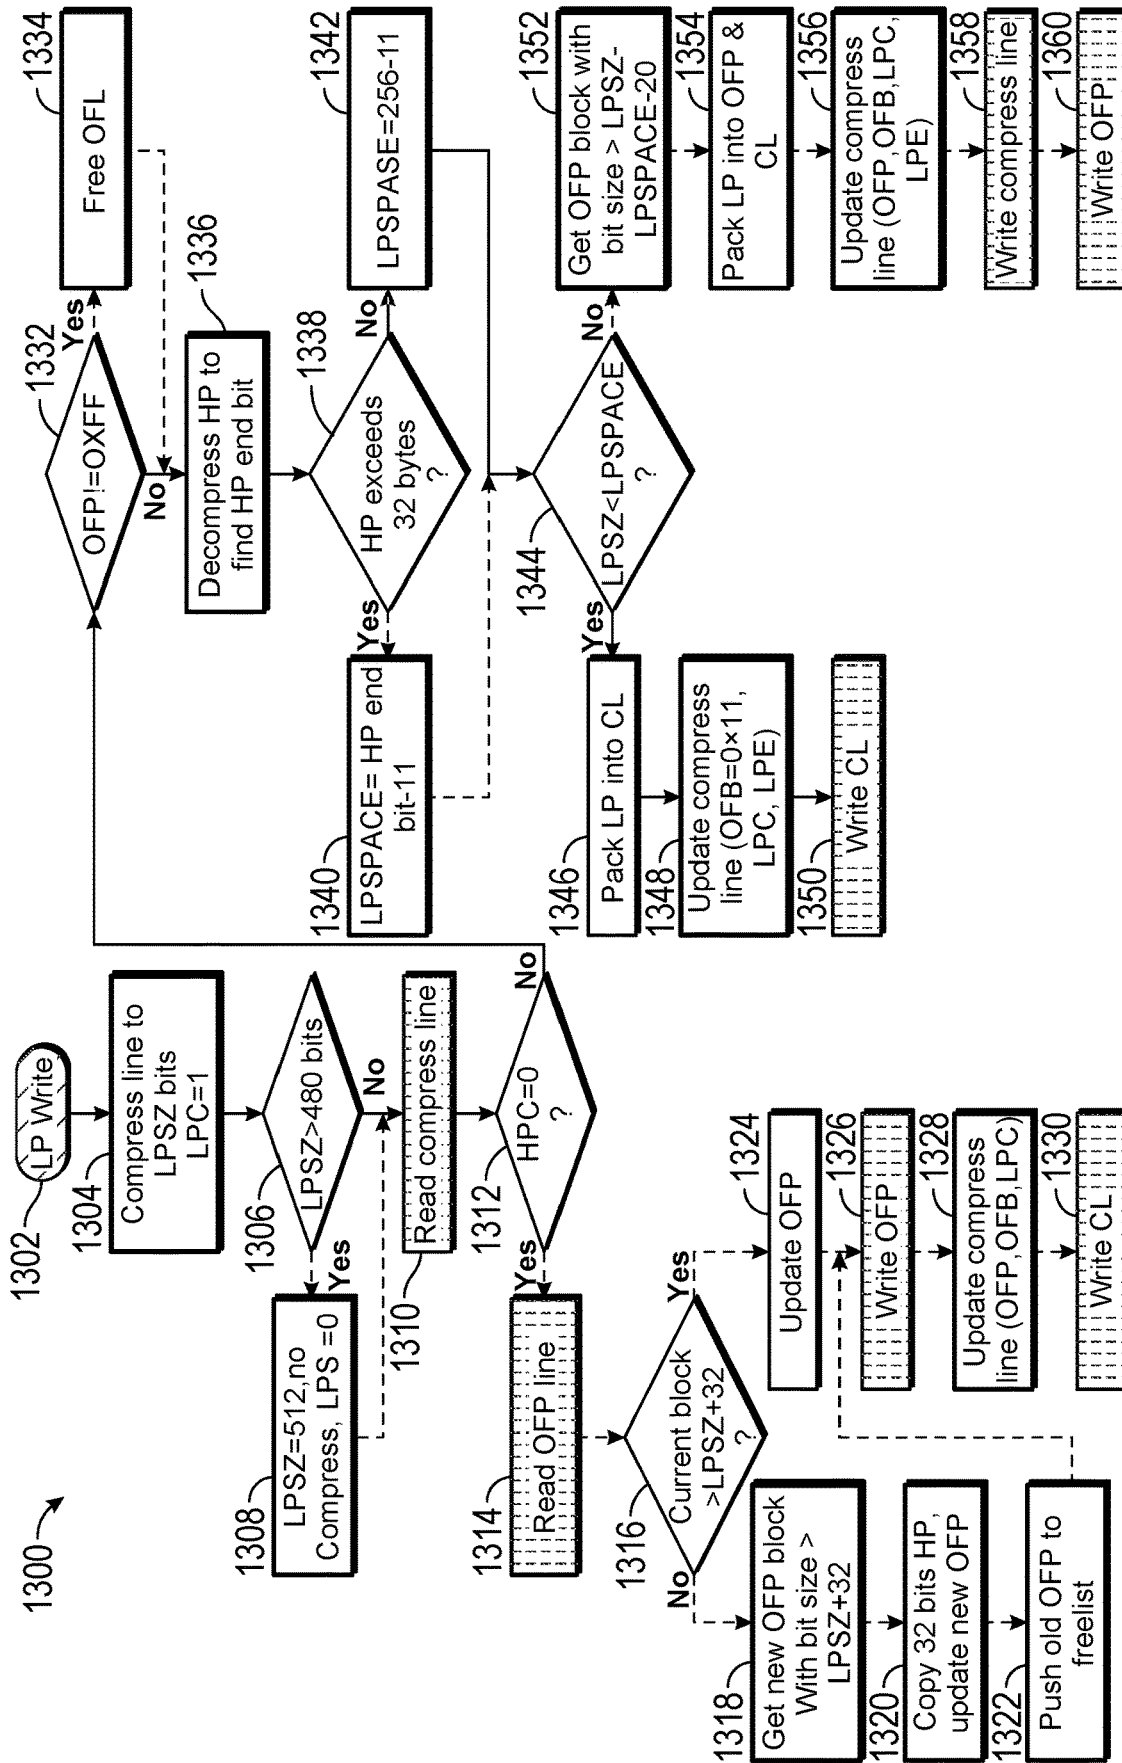 1300
1302
LP Write
1304
Compress line to
LPSZ bits
LPC=1
1306
LPSZ>480 bits
Yes
No
1308
LPSZ=512,no
Compress, LPS =0
1310
Read compress line
1312
HPC=0
?
Yes
No
1314
Read OFP line
1316
Current block
>LPSZ+32
?
No
Yes
1318
Get new OFP block
With bit size >
LPSZ+32
1320
Copy 32 bits HP,
update new OFP
1322
Push old OFP to
freelist
1324
Update OFP
1326
Write OFP
1328
Update compress
line (OFP,OFB,LPC)
1330
Write CL
1332
OFP!=OXFF
Yes
No
1334
Free OFL
1336
Decompress HP to
find HP end bit
1338
HP exceeds
32 bytes
?
Yes
No
1340
LPSPACE= HP end
bit-11
1342
LPSPASE=256-11
1344
LPSZ<LPSPACE
?
Yes
No
1346
Pack LP into CL
1348
Update compress
line (OFB=0×11,
LPC, LPE)
1350
Write CL
1352
Get OFP block with
bit size > LPSZ-
LPSPACE-20
1354
Pack LP into OFP &
CL
1356
Update compress
line (OFP,OFB,LPC,
LPE)
1358
Write compress line
1360
Write OFP